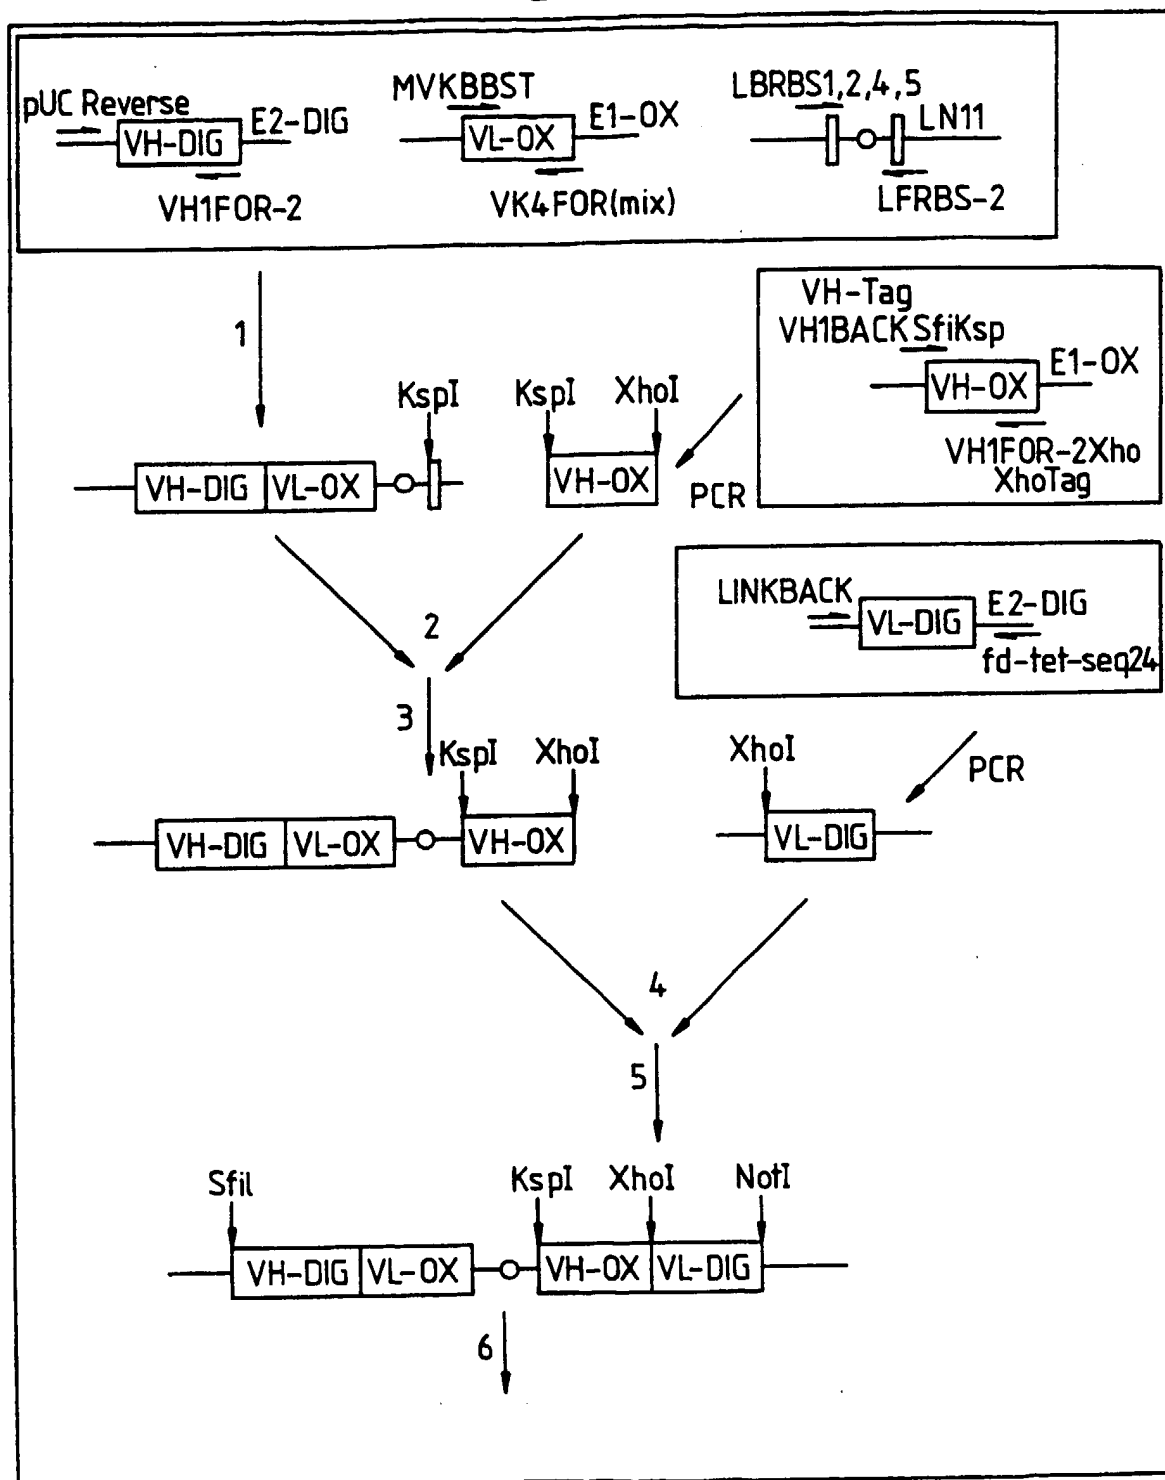 pUC Reverse
VH-DIG
E2-DIG
VH1FOR-2
MVKBBST
VL-OX
E1-OX
VK4FOR(mix)
LBRBS1,2,4,5
LN11
LFRBS-2
1
VH-Tag
VH1BACKSfiKsp
VH-OX
E1-OX
VH1FOR-2Xho
XhoTag
PCR
KspI
KspI
XhoI
VH-DIG
VL-OX
VH-OX
2
LINKBACK
VL-DIG
E2-DIG
fd-tet-seq24
PCR
3
KspI
XhoI
XhoI
VH-DIG
VL-OX
VH-OX
VL-DIG
4
5
SfiI
KspI
XhoI
NotI
VH-DIG
VL-OX
VH-OX
VL-DIG
6